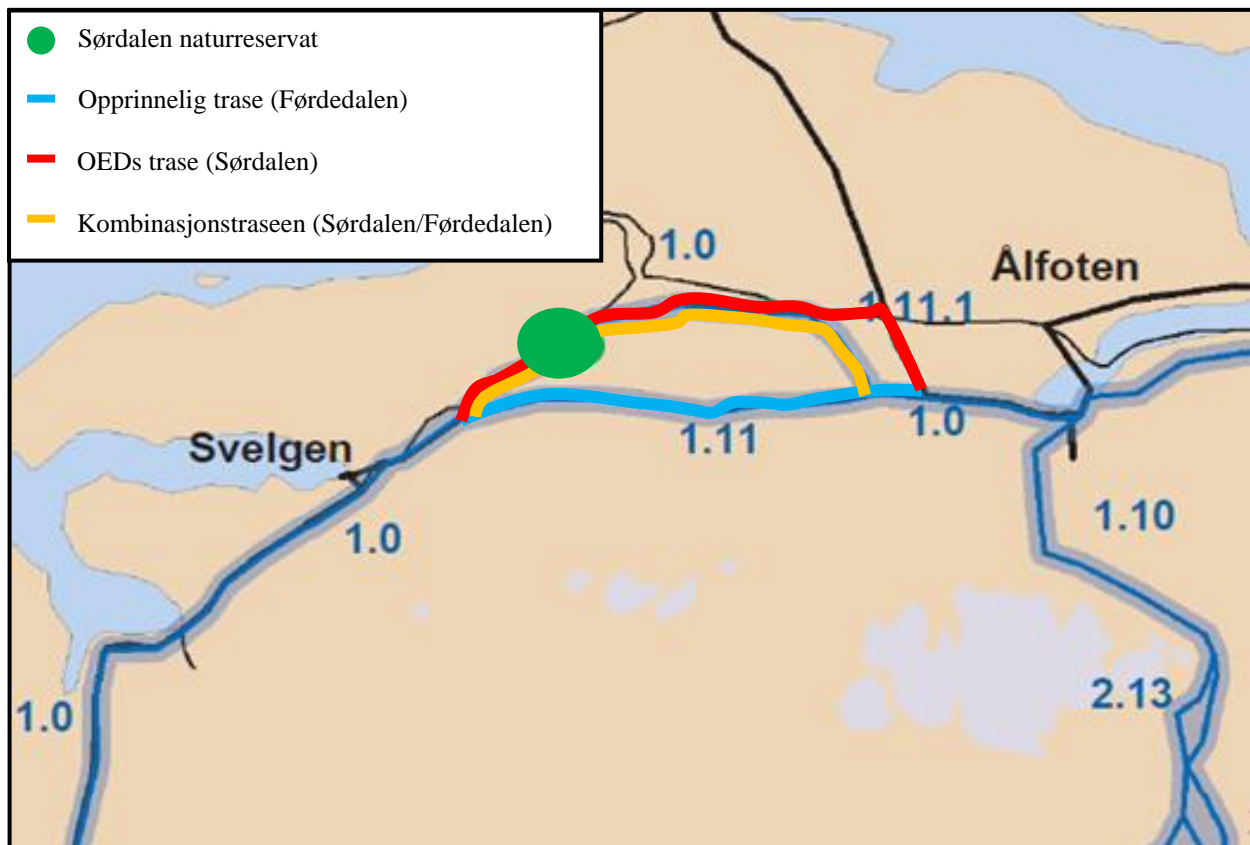 Sørdalen naturreservat
Opprinnelig trase (Førdedalen)
OEDs trase (Sørdalen)
Kombinasjonstraseen (Sørdalen/Førdedalen)
1.0
Ålfoten
1.11.1
Svelgen
1.11
1.0
1.0
1.10
2.13
1.0